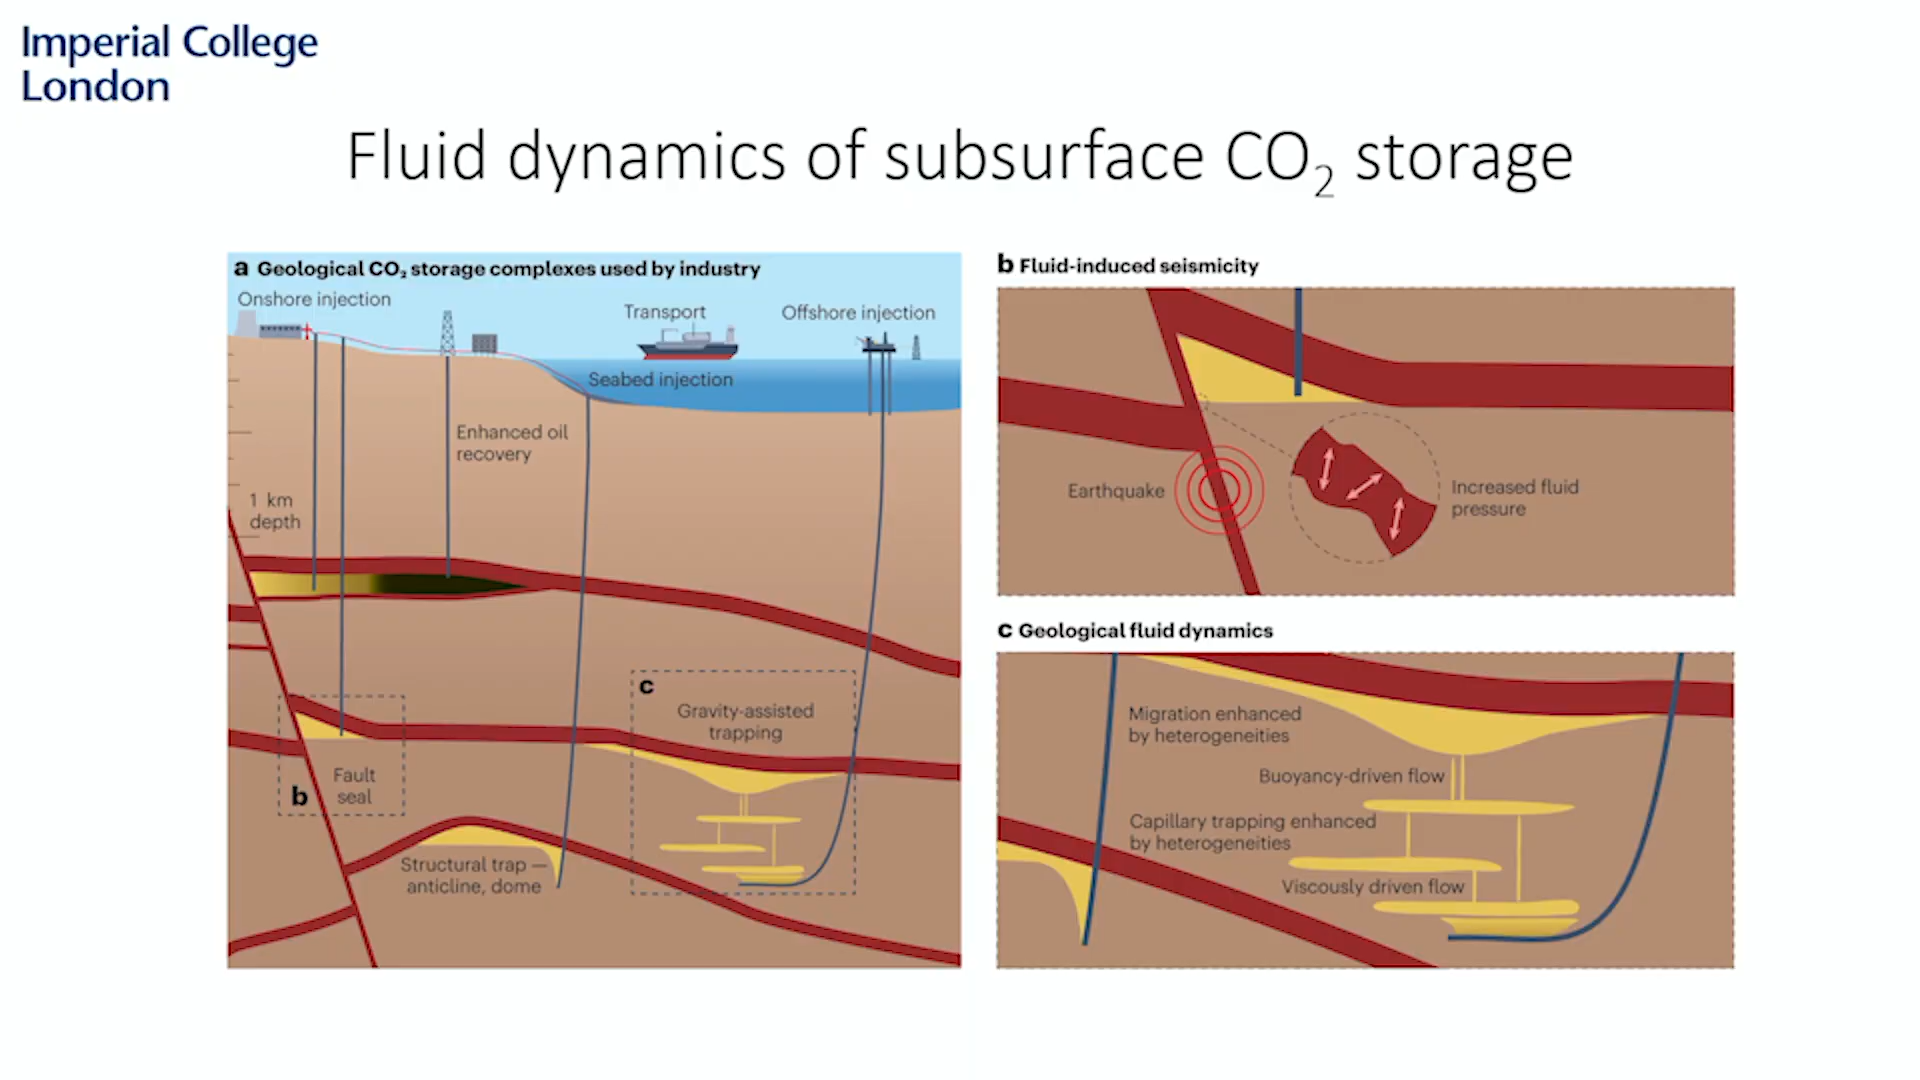 Imperial College
London
Fluid dynamics of subsurface CO₂ storage
a Geological CO₂ storage complexes used by industry
Onshore injection
Transport
Offshore injection
Seabed injection
Enhanced oil
recovery
1 km
depth
c
Gravity-assisted
trapping
Fault
seal
b
Structural trap —
anticline, dome
b Fluid-induced seismicity
Earthquake
Increased fluid
pressure
c Geological fluid dynamics
Migration enhanced
by heterogeneities
Buoyancy-driven flow
Capillary trapping enhanced
by heterogeneities
Viscously driven flow